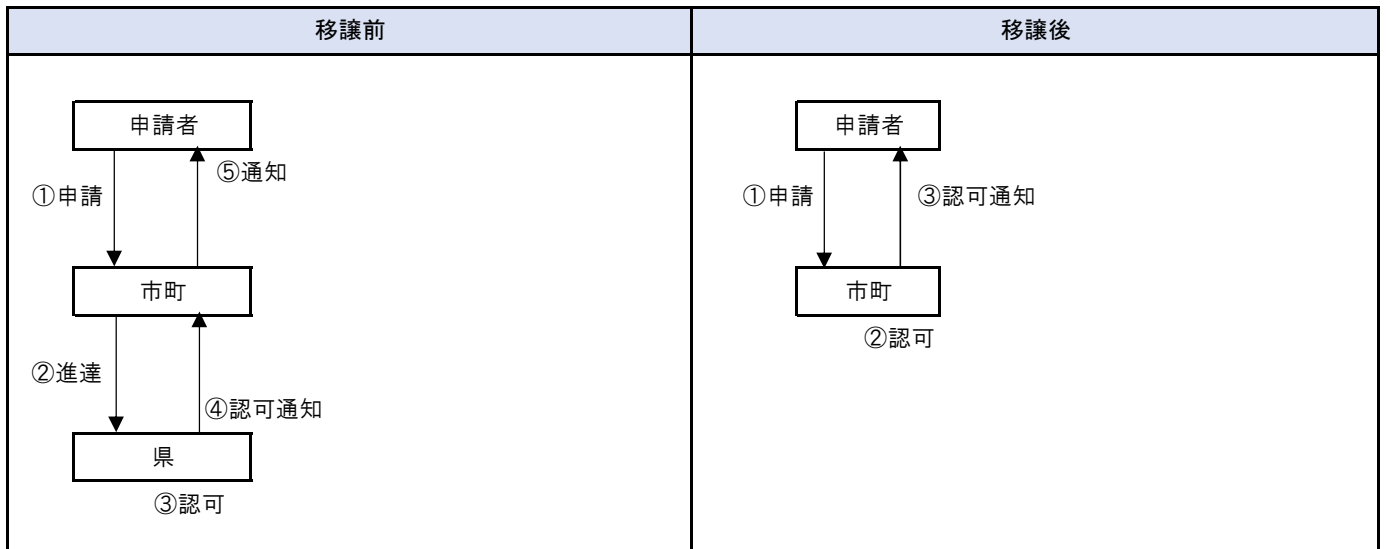 移譲前
申請者
⑤通知
①申請
市町
②進達
④認可通知
県
③認可
移譲後
申請者
①申請
③認可通知
市町
②認可